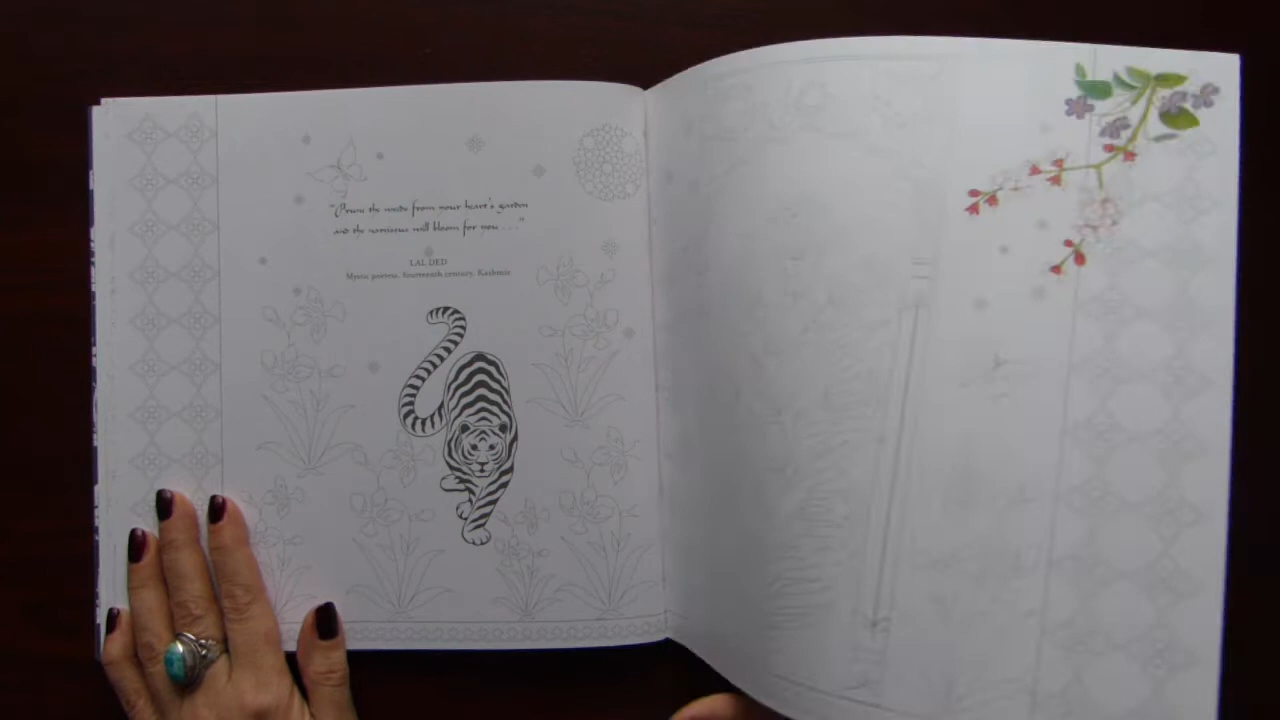 "Prune the weeds from your heart's garden
and the narcissus will bloom for you . . ."
LAL DED
Mystic poetess, fourteenth century, Kashmir